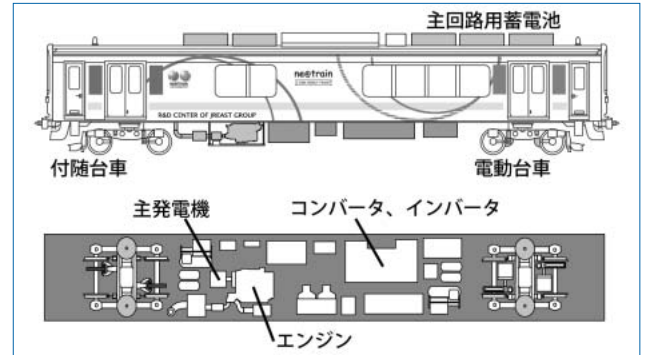 主回路用蓄電池
ne@train
R&D CENTER OF JREAST GROUP
付随台車
電動台車
主発電機
コンバータ、インバータ
エンジン